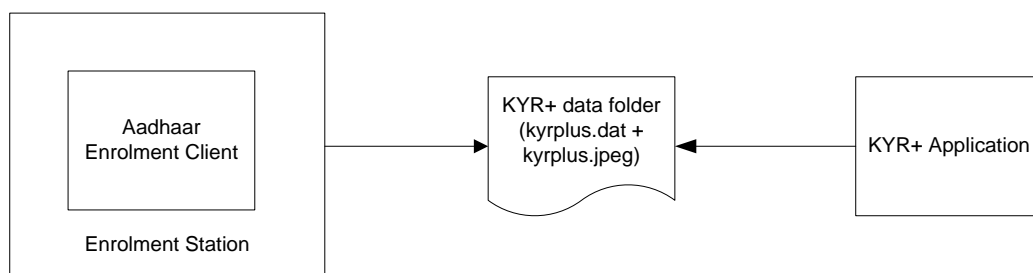 Aadhaar
Enrolment Client
Enrolment Station
KYR+ data folder
(kyrplus.dat +
kyrplus.jpeg)
KYR+ Application